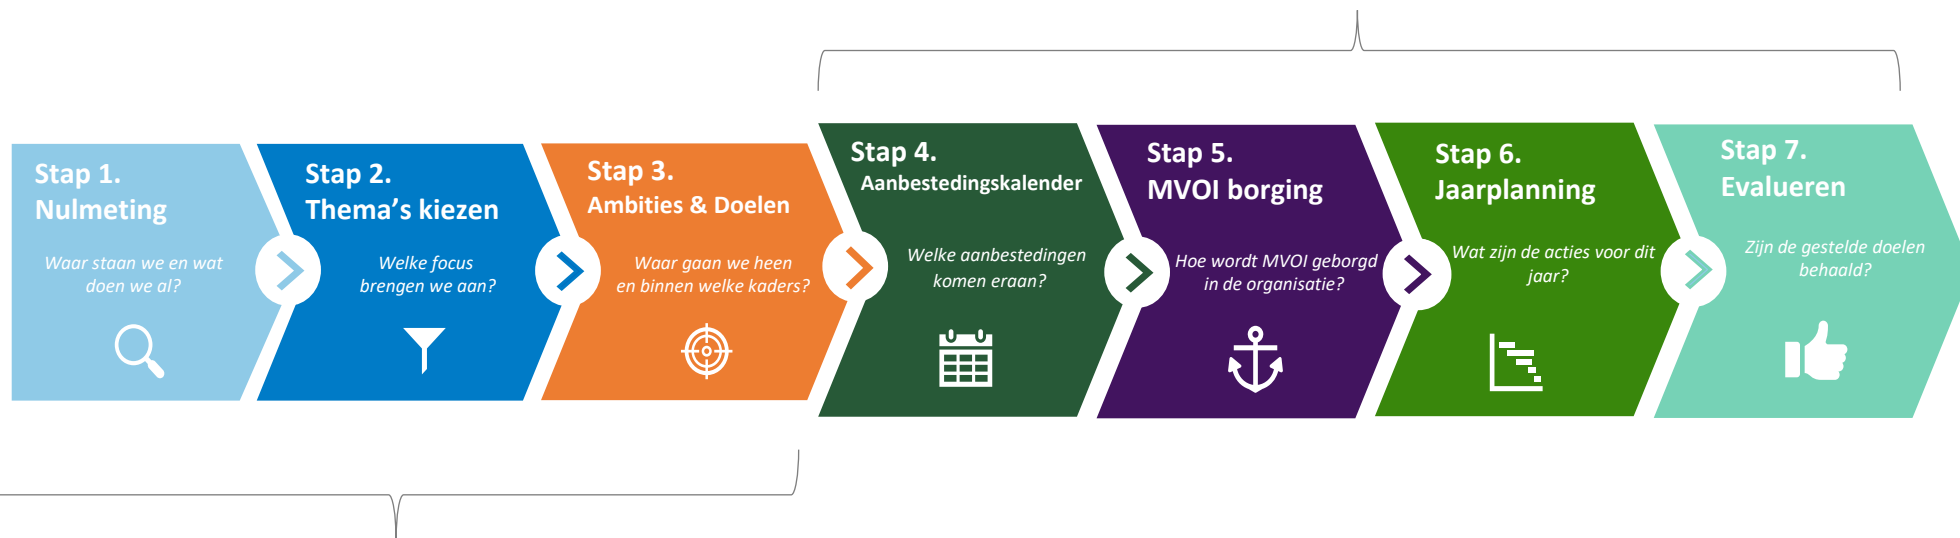 Stap 1.
Nulmeting
Waar staan we en wat
doen we al?
Stap 2.
Thema's kiezen
Welke focus
brengen we aan?
Stap 3.
Ambities & Doelen
Waar gaan we heen
en binnen welke kaders?
Stap 4.
Aanbestedingskalender
Welke aanbestedingen
komen eraan?
Stap 5.
MVOI borging
Hoe wordt MVOI geborgd
in de organisatie?
Stap 6.
Jaarplanning
Wat zijn de acties voor dit
jaar?
Stap 7.
Evalueren
Zijn de gestelde doelen
behaald?